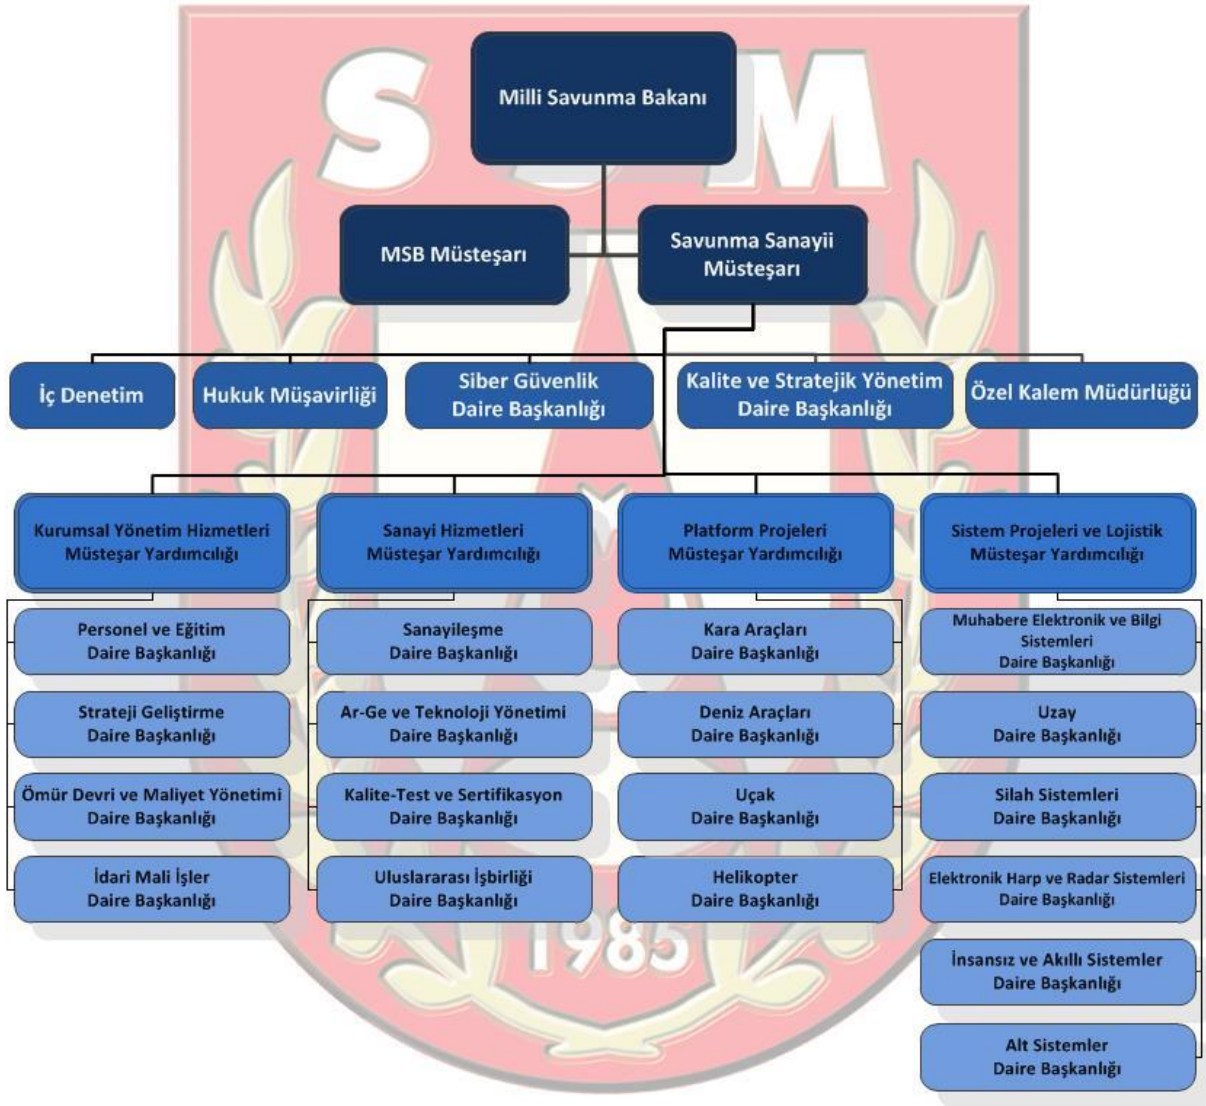 SSM
Milli Savunma Bakanı
MSB Müsteşarı
Savunma Sanayii
Müsteşarı
İç Denetim
Hukuk Müşavirliği
Siber Güvenlik
Daire Başkanlığı
Kalite ve Stratejik Yönetim
Daire Başkanlığı
Özel Kalem Müdürlüğü
Kurumsal Yönetim Hizmetleri
Müsteşar Yardımcılığı
Personel ve Eğitim
Daire Başkanlığı
Strateji Geliştirme
Daire Başkanlığı
Ömür Devri ve Maliyet Yönetimi
Daire Başkanlığı
İdari Mali İşler
Daire Başkanlığı
Sanayi Hizmetleri
Müsteşar Yardımcılığı
Sanayileşme
Daire Başkanlığı
Ar-Ge ve Teknoloji Yönetimi
Daire Başkanlığı
Kalite-Test ve Sertifikasyon
Daire Başkanlığı
Uluslararası İşbirliği
Daire Başkanlığı
Platform Projeleri
Müsteşar Yardımcılığı
Kara Araçları
Daire Başkanlığı
Deniz Araçları
Daire Başkanlığı
Uçak
Daire Başkanlığı
Helikopter
Daire Başkanlığı
Sistem Projeleri ve Lojistik
Müsteşar Yardımcılığı
Muhabere Elektronik ve Bilgi
Sistemleri
Daire Başkanlığı
Uzay
Daire Başkanlığı
Silah Sistemleri
Daire Başkanlığı
Elektronik Harp ve Radar Sistemleri
Daire Başkanlığı
İnsansız ve Akıllı Sistemler
Daire Başkanlığı
Alt Sistemler
Daire Başkanlığı
1985